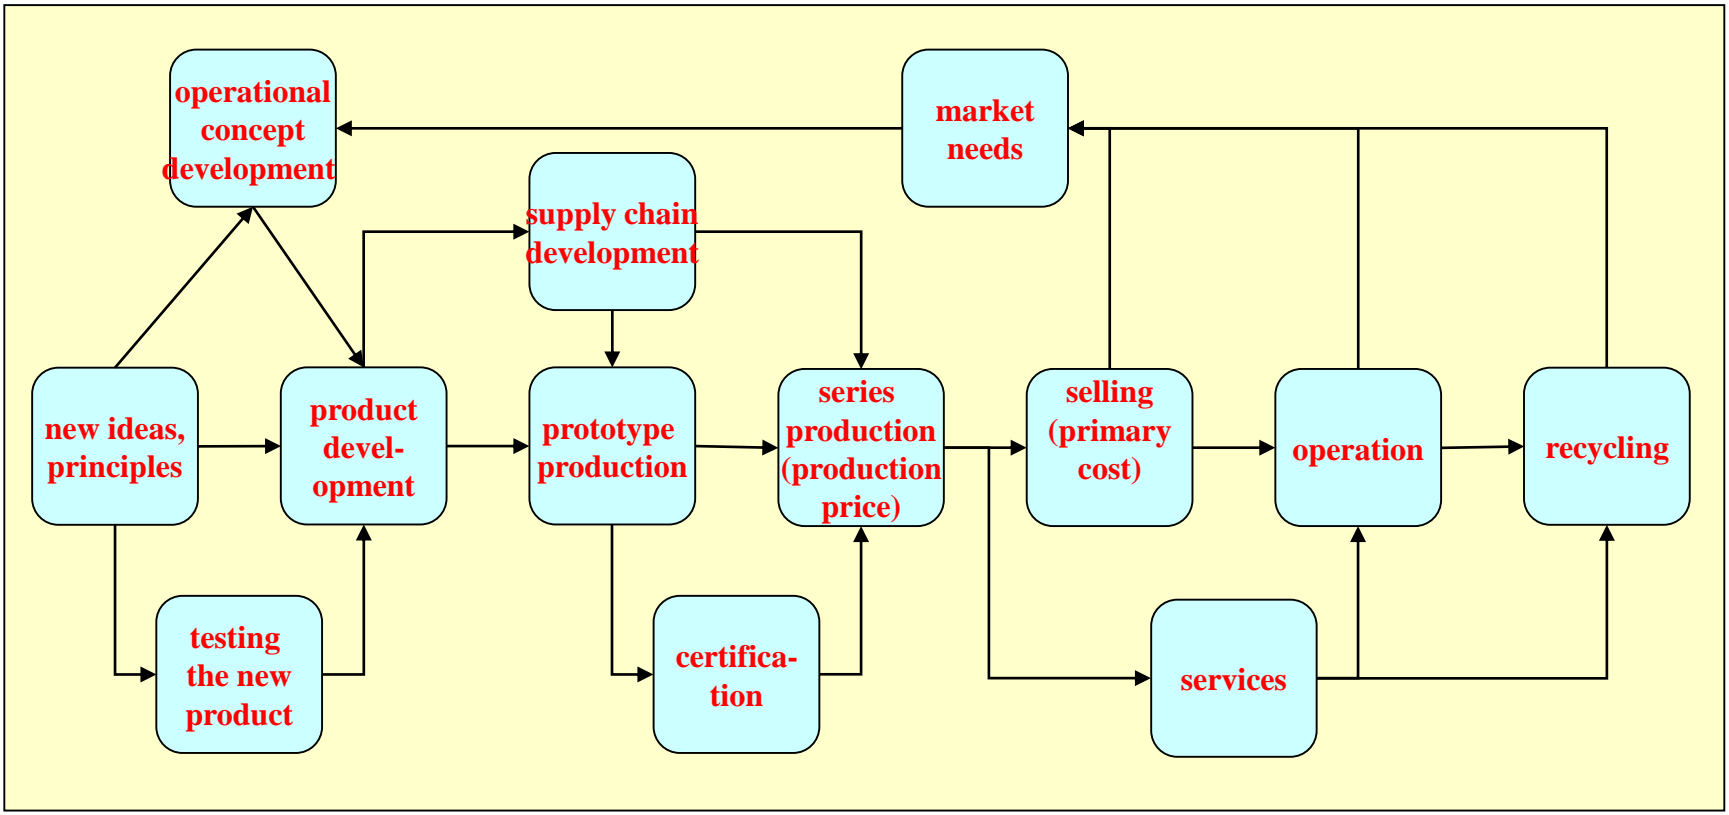 operational
concept
development
market
needs
supply chain
development
new ideas,
principles
product
devel-
opment
prototype
production
series
production
(production
price)
selling
(primary
cost)
operation
recycling
testing
the new
product
certifica-
tion
services